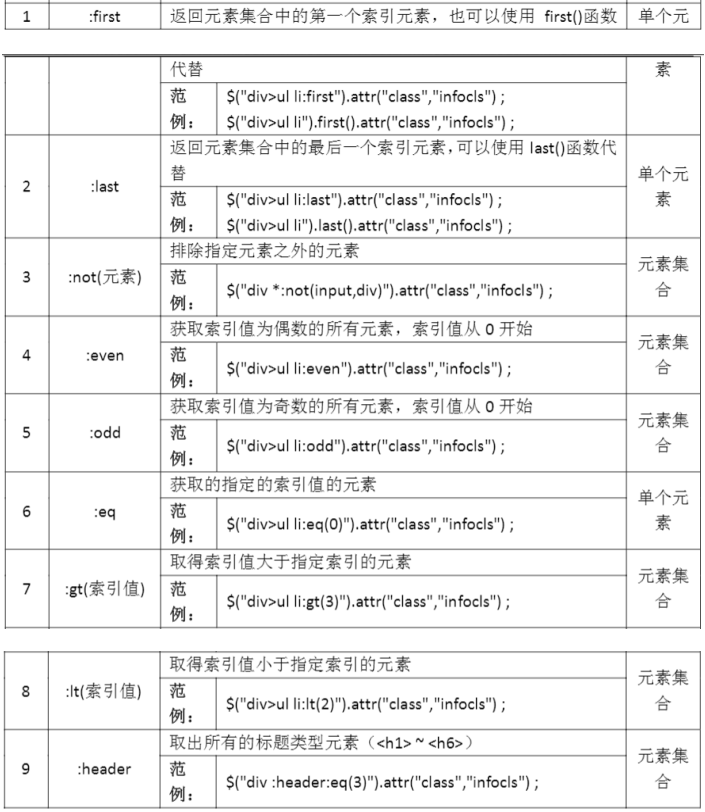 1 :first 返回元素集合中的第一个索引元素，也可以使用 first()函数 单个元
代替 素
范 $("div>ul li:first").attr("class","infocls") ;
例： $("div>ul li").first().attr("class","infocls") ;
返回元素集合中的最后一个索引元素，可以使用 last()函数代
替
2 :last 单个元
素
范 $("div>ul li:last").attr("class","infocls") ;
例： $("div>ul li").last().attr("class","infocls") ;
排除指定元素之外的元素
3 :not(元素) 元素集
合
范
例： $("div *:not(input,div)").attr("class","infocls") ;
获取索引值为偶数的所有元素，索引值从 0 开始
4 :even 元素集
合
范
例： $("div>ul li:even").attr("class","infocls") ;
获取索引值为奇数的所有元素，索引值从 0 开始
5 :odd 元素集
合
范
例： $("div>ul li:odd").attr("class","infocls") ;
获取的指定的索引值的元素
6 :eq 单个元
素
范
例： $("div>ul li:eq(0)").attr("class","infocls") ;
取得索引值大于指定索引的元素
7 :gt(索引值) 元素集
合
范
例： $("div>ul li:gt(3)").attr("class","infocls") ;
取得索引值小于指定索引的元素
8 :lt(索引值) 元素集
合
范
例： $("div>ul li:lt(2)").attr("class","infocls") ;
取出所有的标题类型元素（<h1> ~ <h6>）
9 :header 元素集
合
范
例： $("div :header:eq(3)").attr("class","infocls") ;